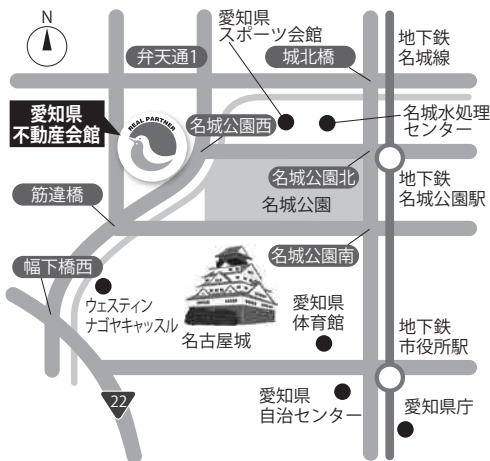 N
愛知県
スポーツ会館
地下鉄
名城線
弁天通1
城北橋
愛知県
不動産会館
REAL PARTNER
名城公園西
名城水処理
センター
名城公園北
地下鉄
名城公園駅
筋違橋
名城公園
名城公園南
幅下橋西
ウェスティン
ナゴヤキャッスル
名古屋城
愛知県
体育館
地下鉄
市役所駅
22
愛知県
自治センター
愛知県庁